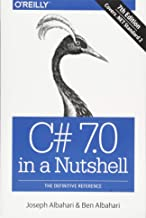 O'REILLY®
7th Edition
Covers .NET Standard 2
C# 7.0
in a Nutshell
THE DEFINITIVE REFERENCE
Joseph Albahari & Ben Albahari